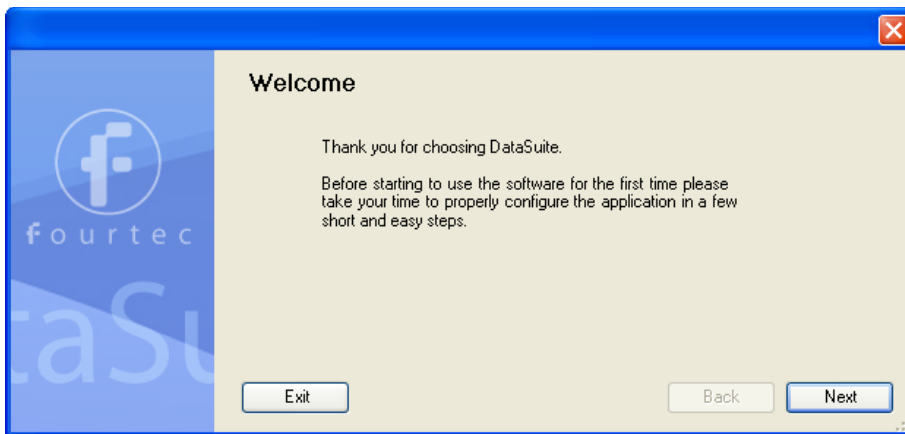 Welcome
Thank you for choosing DataSuite.
Before starting to use the software for the first time please
take your time to properly configure the application in a few
short and easy steps.
f
fourtec
taSu
Exit
Back
Next